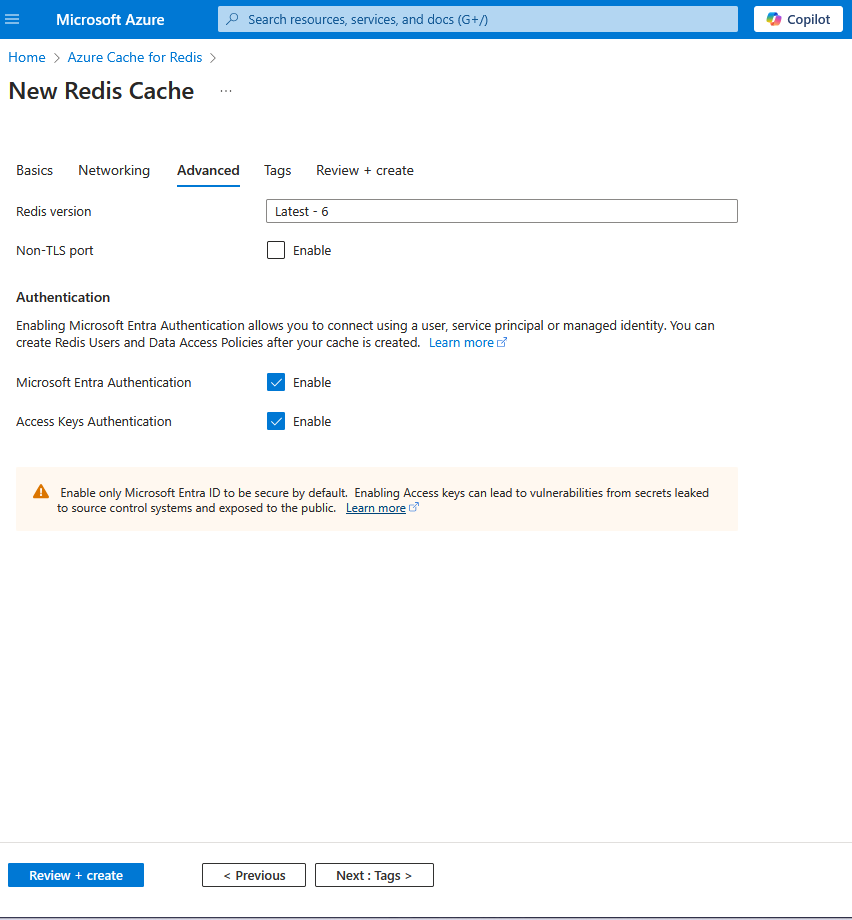 Microsoft Azure
Search resources, services, and docs (G+/)
Copilot
Home > Azure Cache for Redis >
New Redis Cache ...
Basics Networking Advanced Tags Review + create
Redis version Latest - 6
Non-TLS port Enable
Authentication
Enabling Microsoft Entra Authentication allows you to connect using a user, service principal or managed identity. You can
create Redis Users and Data Access Policies after your cache is created. Learn more
Microsoft Entra Authentication Enable
Access Keys Authentication Enable
Enable only Microsoft Entra ID to be secure by default. Enabling Access keys can lead to vulnerabilities from secrets leaked
to source control systems and exposed to the public. Learn more
Review + create < Previous Next : Tags >